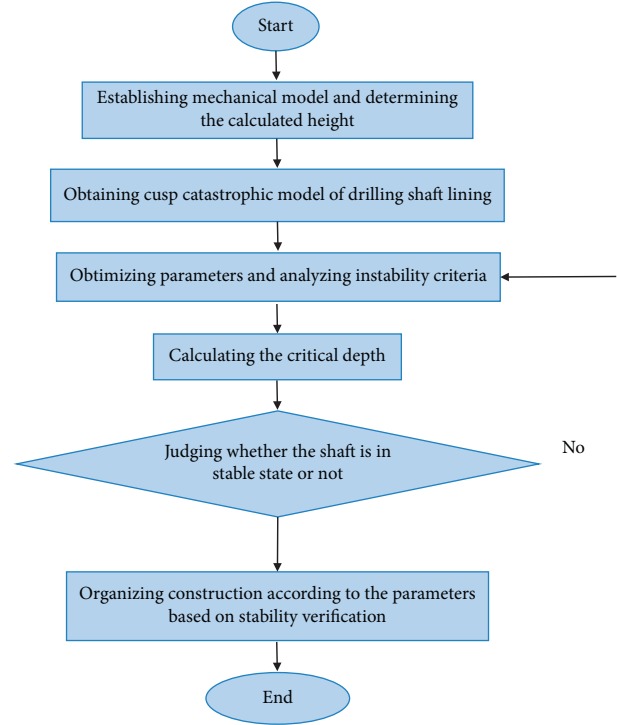 Start
Establishing mechanical model and determining
the calculated height
Obtaining cusp catastrophic model of drilling shaft lining
Obtimizing parameters and analyzing instability criteria
Calculating the critical depth
Judging whether the shaft is in
stable state or not
No
Organizing construction according to the parameters
based on stability verification
End